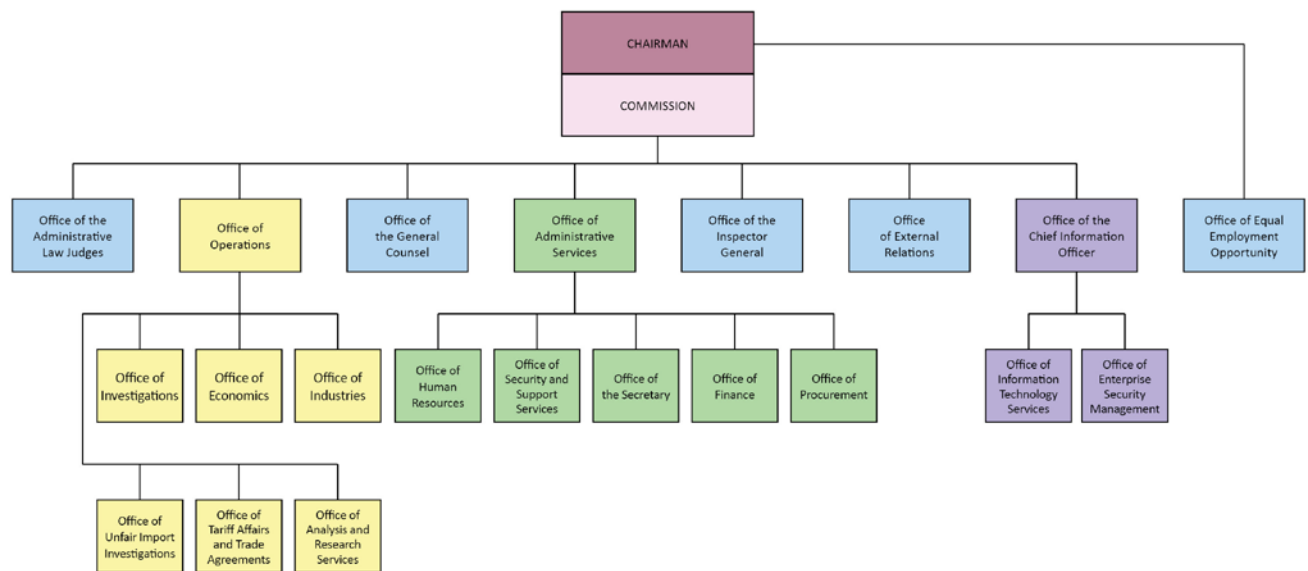 CHAIRMAN
COMMISSION
Office of the
Administrative
Law Judges
Office of
Operations
Office of
the General
Counsel
Office of
Administrative
Services
Office of the
Inspector
General
Office
of External
Relations
Office of the
Chief Information
Officer
Office of Equal
Employment
Opportunity
Office of
Investigations
Office of
Economics
Office of
Industries
Office of
Human
Resources
Office of
Security and
Support
Services
Office of
the Secretary
Office of
Finance
Office of
Procurement
Office of
Information
Technology
Services
Office of
Enterprise
Security
Management
Office of
Unfair Import
Investigations
Office of
Tariff Affairs
and Trade
Agreements
Office of
Analysis and
Research
Services